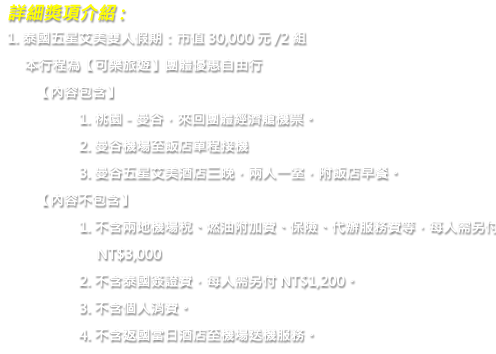 詳細獎項介紹：
1. 泰國五星艾美雙人假期：市值 30,000 元 /2 組
本行程為【可樂旅遊】團體優惠自由行
【內容包含】
1. 桃園 - 曼谷，來回團體經濟艙機票。
2. 曼谷機場至飯店單程接機
3. 曼谷五星艾美酒店三晚，兩人一室，附飯店早餐。
【內容不包含】
1. 不含兩地機場稅、燃油附加費、保險、代辦服務費等，每人需另付
NT$3,000
2. 不含泰國簽證費，每人需另付 NT$1,200。
3. 不含個人消費。
4. 不含返國當日酒店至機場送機服務。